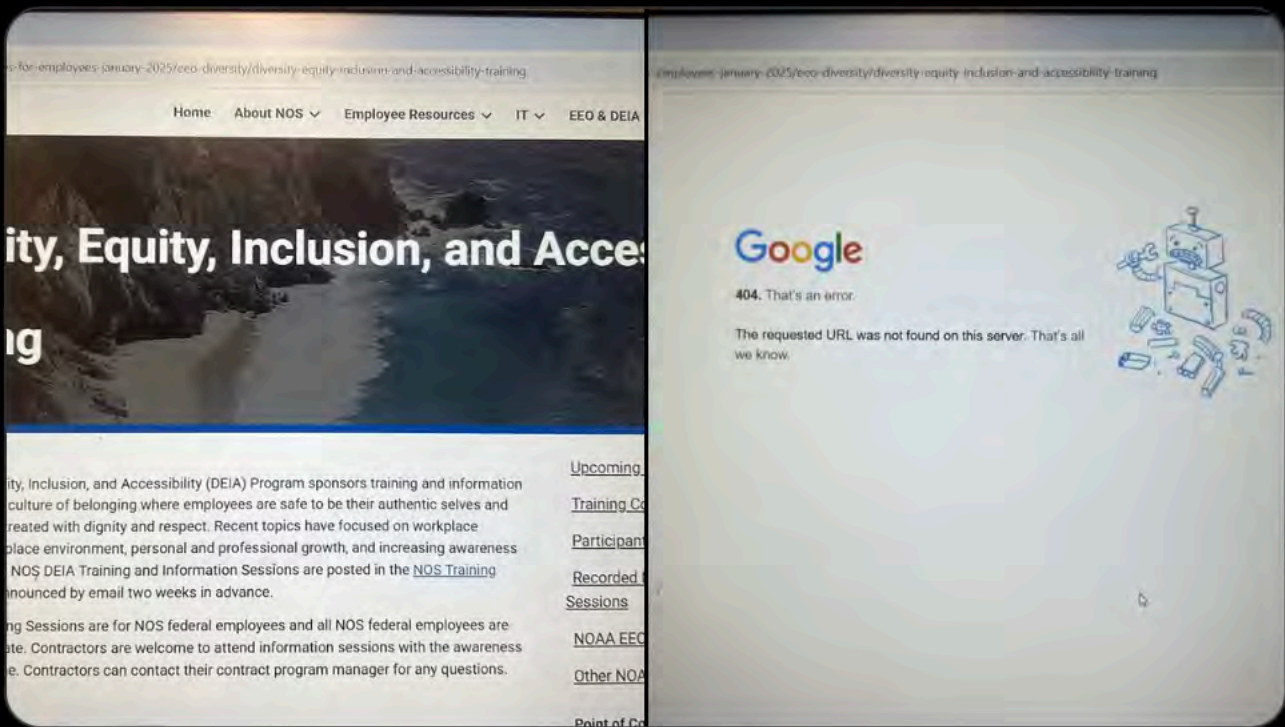 s-for-employees-january-2025/eeo-diversity/diversity-equity-inclusion-and-accessibility-training
Home About NOS Employee Resources IT EEO & DEIA
ity, Equity, Inclusion, and Acces
ng
ity, Inclusion, and Accessibility (DEIA) Program sponsors training and information
culture of belonging where employees are safe to be their authentic selves and
reated with dignity and respect. Recent topics have focused on workplace
place environment, personal and professional growth, and increasing awareness
NOS DEIA Training and Information Sessions are posted in the NOS Training
nnounced by email two weeks in advance.
ng Sessions are for NOS federal employees and all NOS federal employees are
ate. Contractors are welcome to attend information sessions with the awareness
e. Contractors can contact their contract program manager for any questions.
Upcoming
Training Co
Participant
Recorded
Sessions
NOAA EEO
Other NOA
Point of Co
employees-january-2025/eeo-diversity/diversity-equity-inclusion-and-accessibility-training
Google
404. That's an error.
The requested URL was not found on this server. That's all
we know.